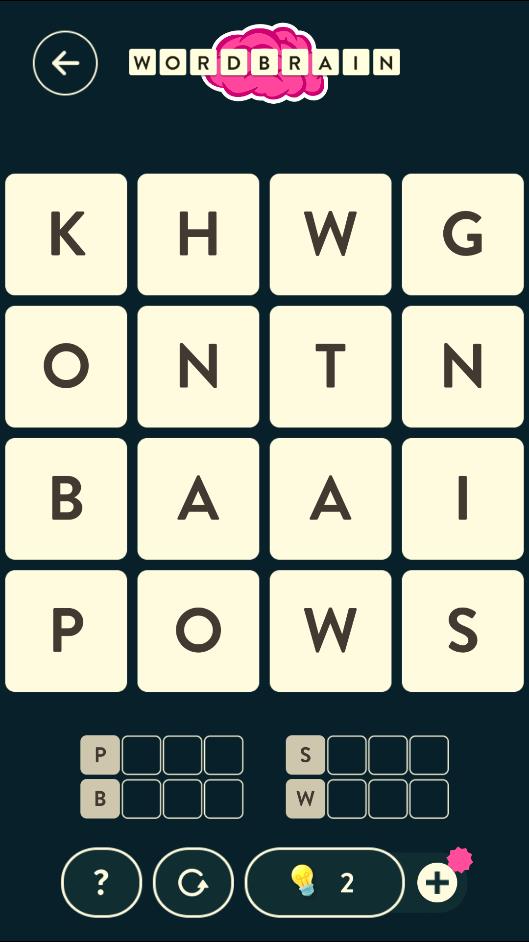 WORDBRAIN
K H W G
O N T N
B A A I
P O W S
P S
B W
? 2 +